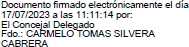 Documento firmado electrónicamente el día
17/07/2023 a las 11:11:14 por:
El Concejal Delegado
Fdo.: CARMELO TOMAS SILVERA
CABRERA